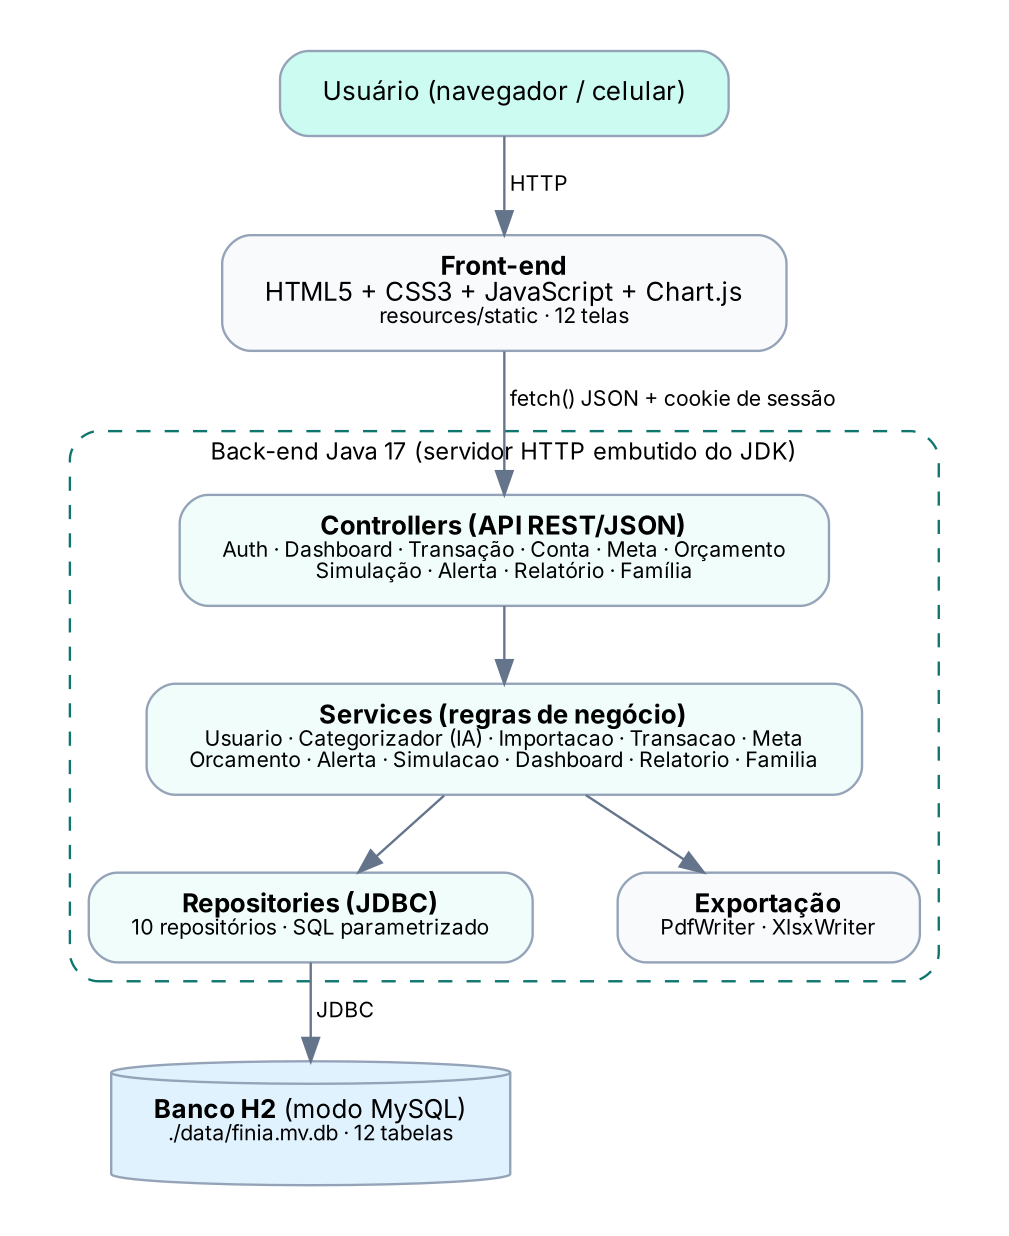 Usuário (navegador / celular)
HTTP
Front-end
HTML5 + CSS3 + JavaScript + Chart.js
resources/static · 12 telas
fetch() JSON + cookie de sessão
Back-end Java 17 (servidor HTTP embutido do JDK)
Controllers (API REST/JSON)
Auth · Dashboard · Transação · Conta · Meta · Orçamento
Simulação · Alerta · Relatório · Família
Services (regras de negócio)
Usuario · Categorizador (IA) · Importacao · Transacao · Meta
Orcamento · Alerta · Simulacao · Dashboard · Relatorio · Familia
Repositories (JDBC)
10 repositórios · SQL parametrizado
Exportação
PdfWriter · XlsxWriter
JDBC
Banco H2 (modo MySQL)
./data/finia.mv.db · 12 tabelas